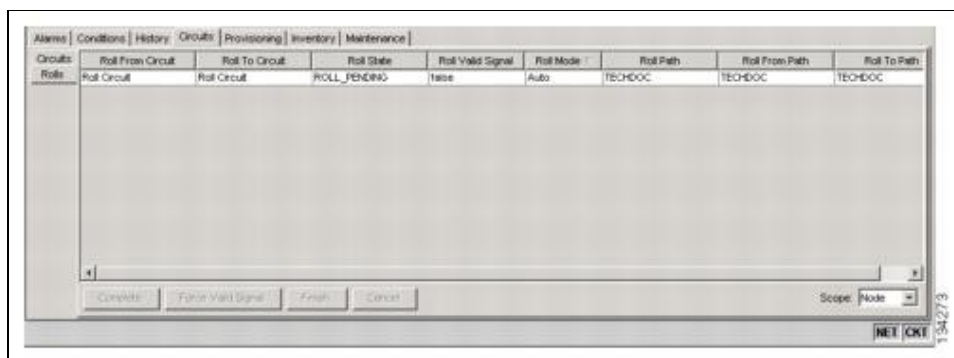 Alarms Conditions History Circuits Provisioning Inventory Maintenance
Circuits Roll From Circuit Roll To Circuit Roll State Roll Valid Signal Roll Mode Roll Path Roll From Path Roll To Path
Rolls Roll Circuit Roll Circuit ROLL_PENDING false Auto TECHDOC TECHDOC TECHDOC
Complete Force Valid Signal Finish Cancel Scope: Node
NET CKT
134273